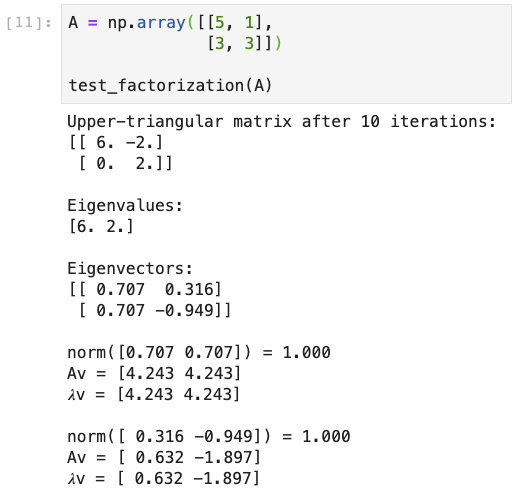 [11]: A = np.array([[5, 1],
[3, 3]])
test_factorization(A)
Upper-triangular matrix after 10 iterations:
[[ 6. -2.]
[ 0.  2.]]
Eigenvalues:
[6. 2.]
Eigenvectors:
[[ 0.707  0.316]
[ 0.707 -0.949]]
norm([0.707 0.707]) = 1.000
Av = [4.243 4.243]
λv = [4.243 4.243]
norm([ 0.316 -0.949]) = 1.000
Av = [ 0.632 -1.897]
λv = [ 0.632 -1.897]